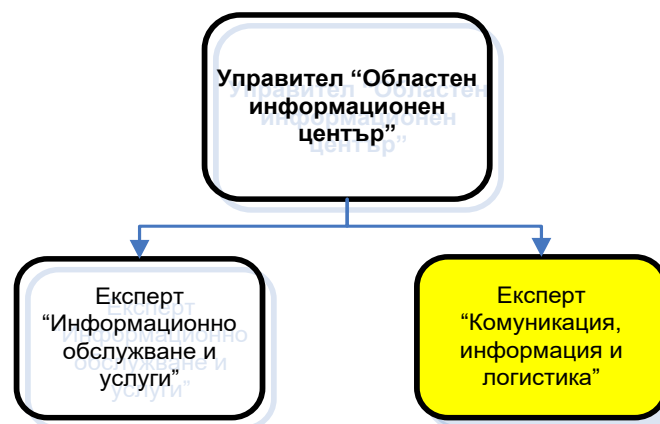 Управител “Областен
информационен
център”
Експерт
“Информационно
обслужване и
услуги”
Експерт
“Комуникация,
информация и
логистика”